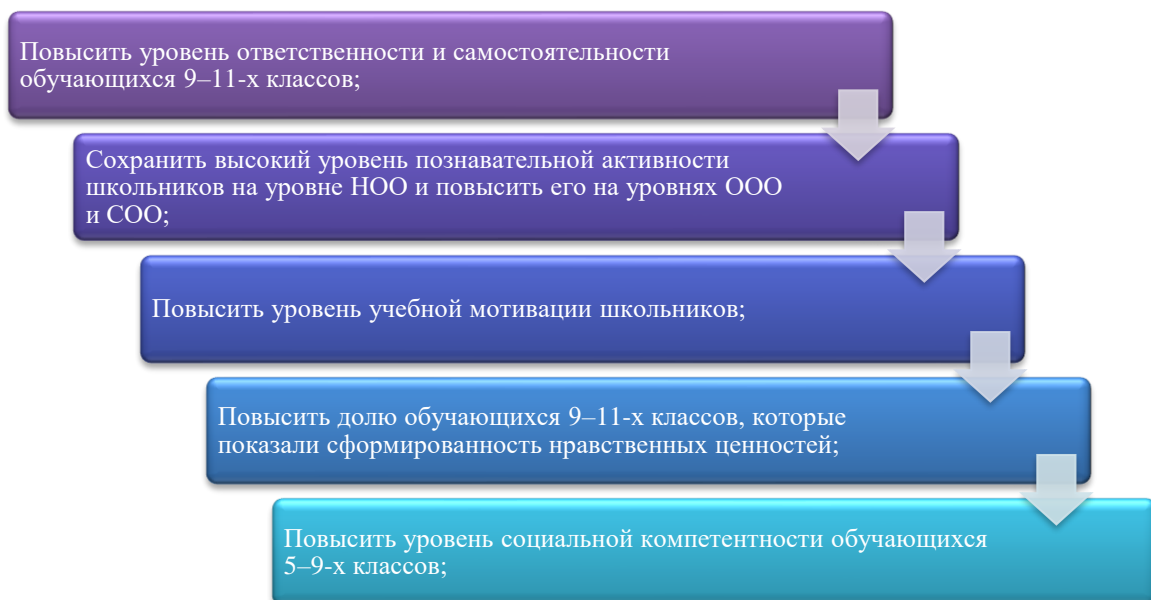 Повысить уровень ответственности и самостоятельности
обучающихся 9–11-х классов;
Сохранить высокий уровень познавательной активности
школьников на уровне НОО и повысить его на уровнях ООО
и СОО;
Повысить уровень учебной мотивации школьников;
Повысить долю обучающихся 9–11-х классов, которые
показали сформированность нравственных ценностей;
Повысить уровень социальной компетентности обучающихся
5–9-х классов;